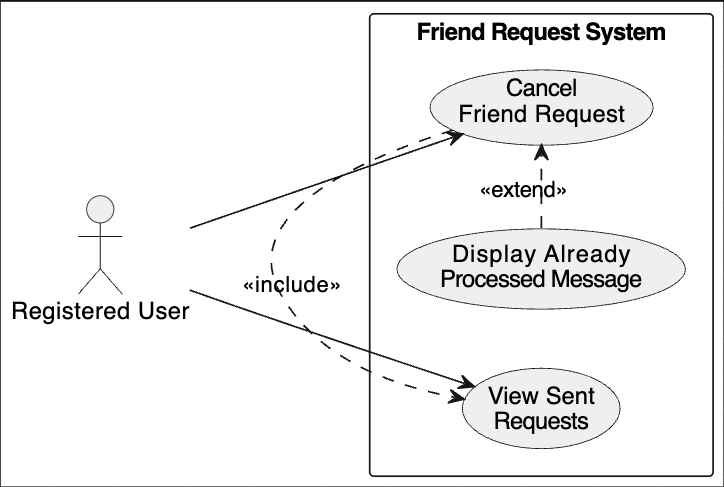 Friend Request System
Cancel
Friend Request
«extend»
Display Already
Processed Message
«include»
Registered User
View Sent
Requests